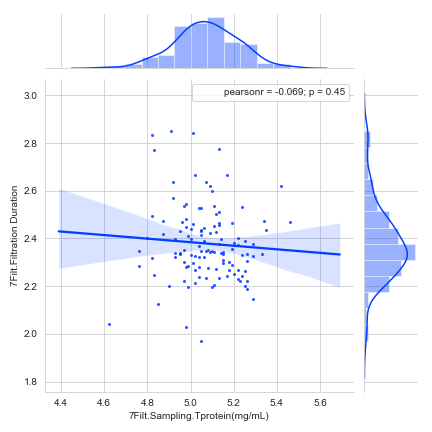 pearsonr = -0.069; p = 0.45
3.0
2.8
2.6
2.4
2.2
2.0
1.8
7Filt.Filtration Duration
4.4 4.6 4.8 5.0 5.2 5.4 5.6
7Filt.Sampling.Tprotein(mg/mL)